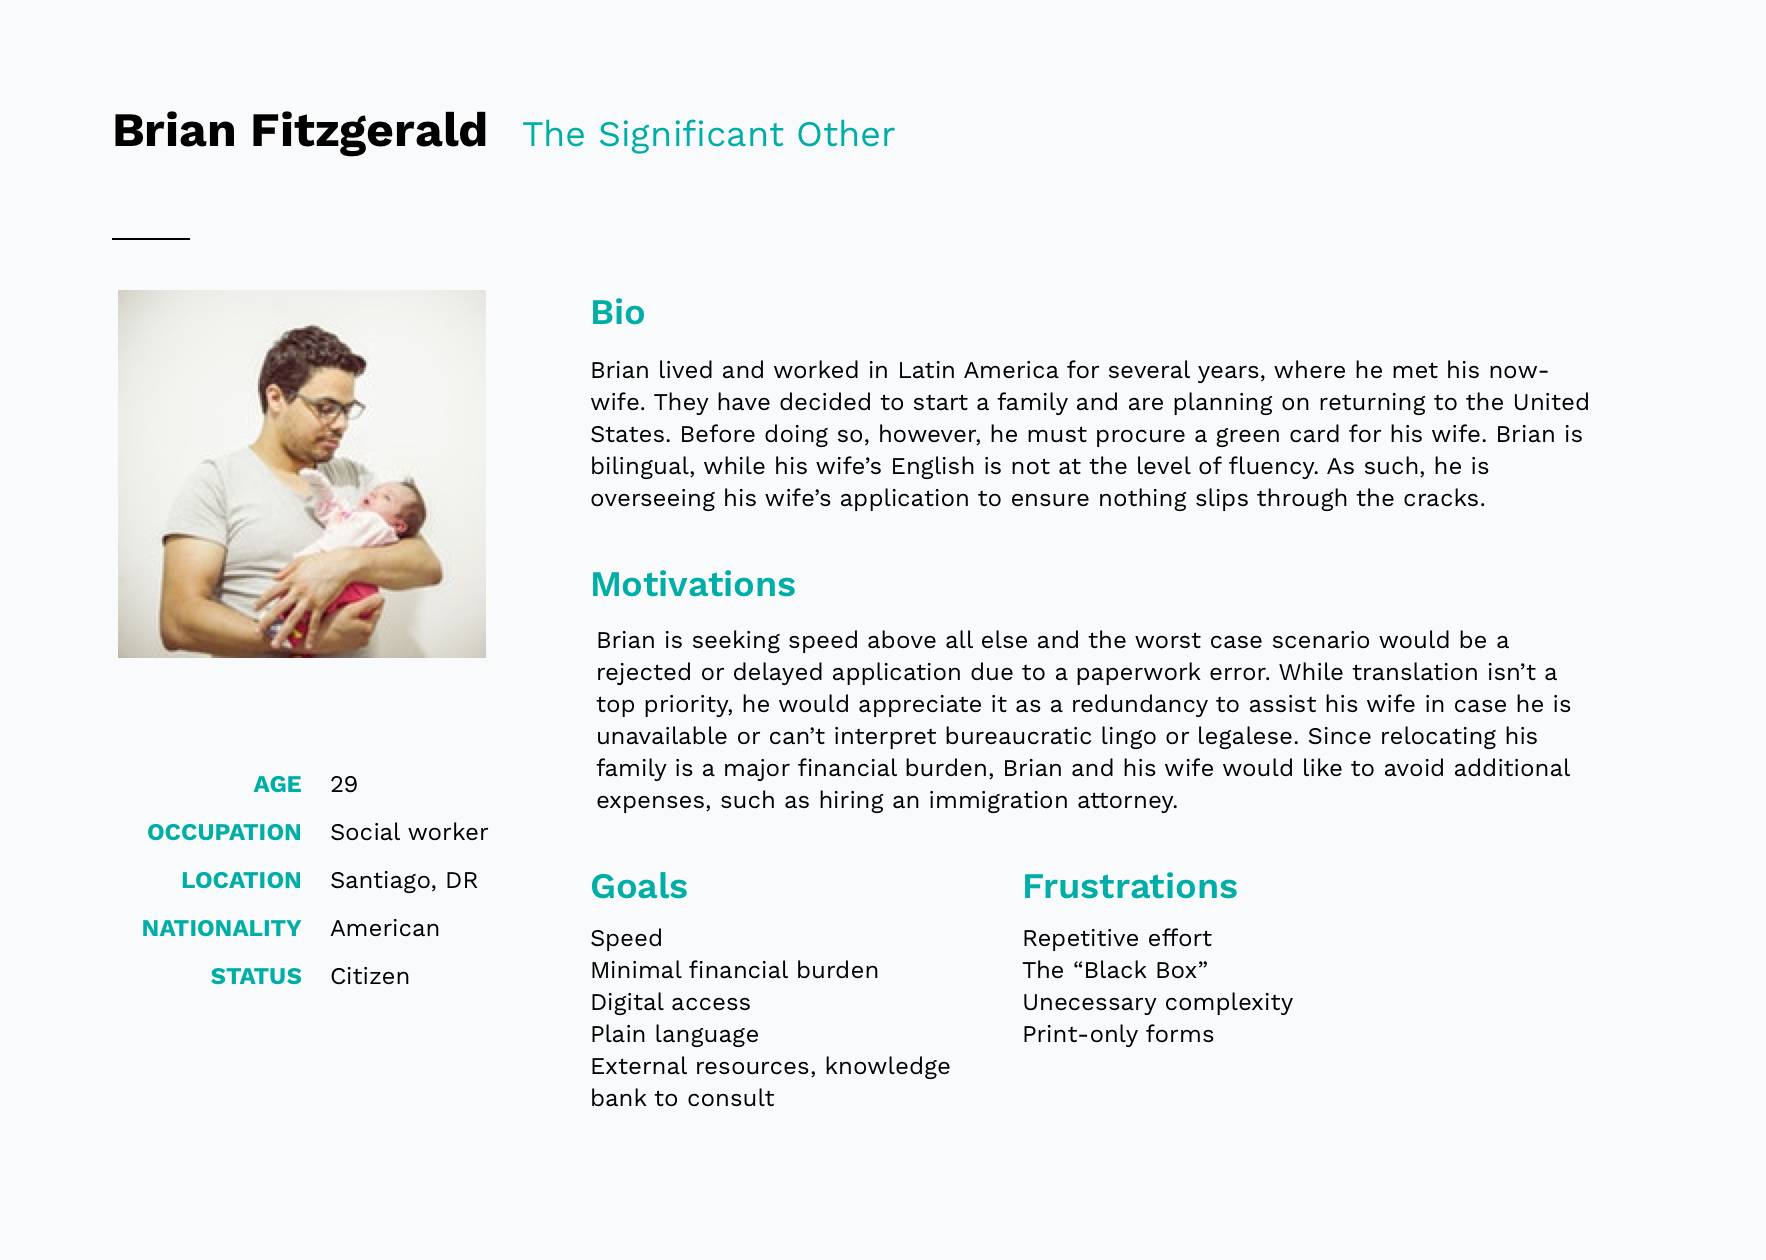 Brian Fitzgerald The Significant Other
Bio
Brian lived and worked in Latin America for several years, where he met his now-
wife. They have decided to start a family and are planning on returning to the United
States. Before doing so, however, he must procure a green card for his wife. Brian is
bilingual, while his wife’s English is not at the level of fluency. As such, he is
overseeing his wife’s application to ensure nothing slips through the cracks.
Motivations
Brian is seeking speed above all else and the worst case scenario would be a
rejected or delayed application due to a paperwork error. While translation isn’t a
top priority, he would appreciate it as a redundancy to assist his wife in case he is
unavailable or can’t interpret bureaucratic lingo or legalese. Since relocating his
family is a major financial burden, Brian and his wife would like to avoid additional
expenses, such as hiring an immigration attorney.
AGE 29
OCCUPATION Social worker
LOCATION Santiago, DR
NATIONALITY American
STATUS Citizen
Goals
Speed
Minimal financial burden
Digital access
Plain language
External resources, knowledge
bank to consult
Frustrations
Repetitive effort
The “Black Box”
Unecessary complexity
Print-only forms